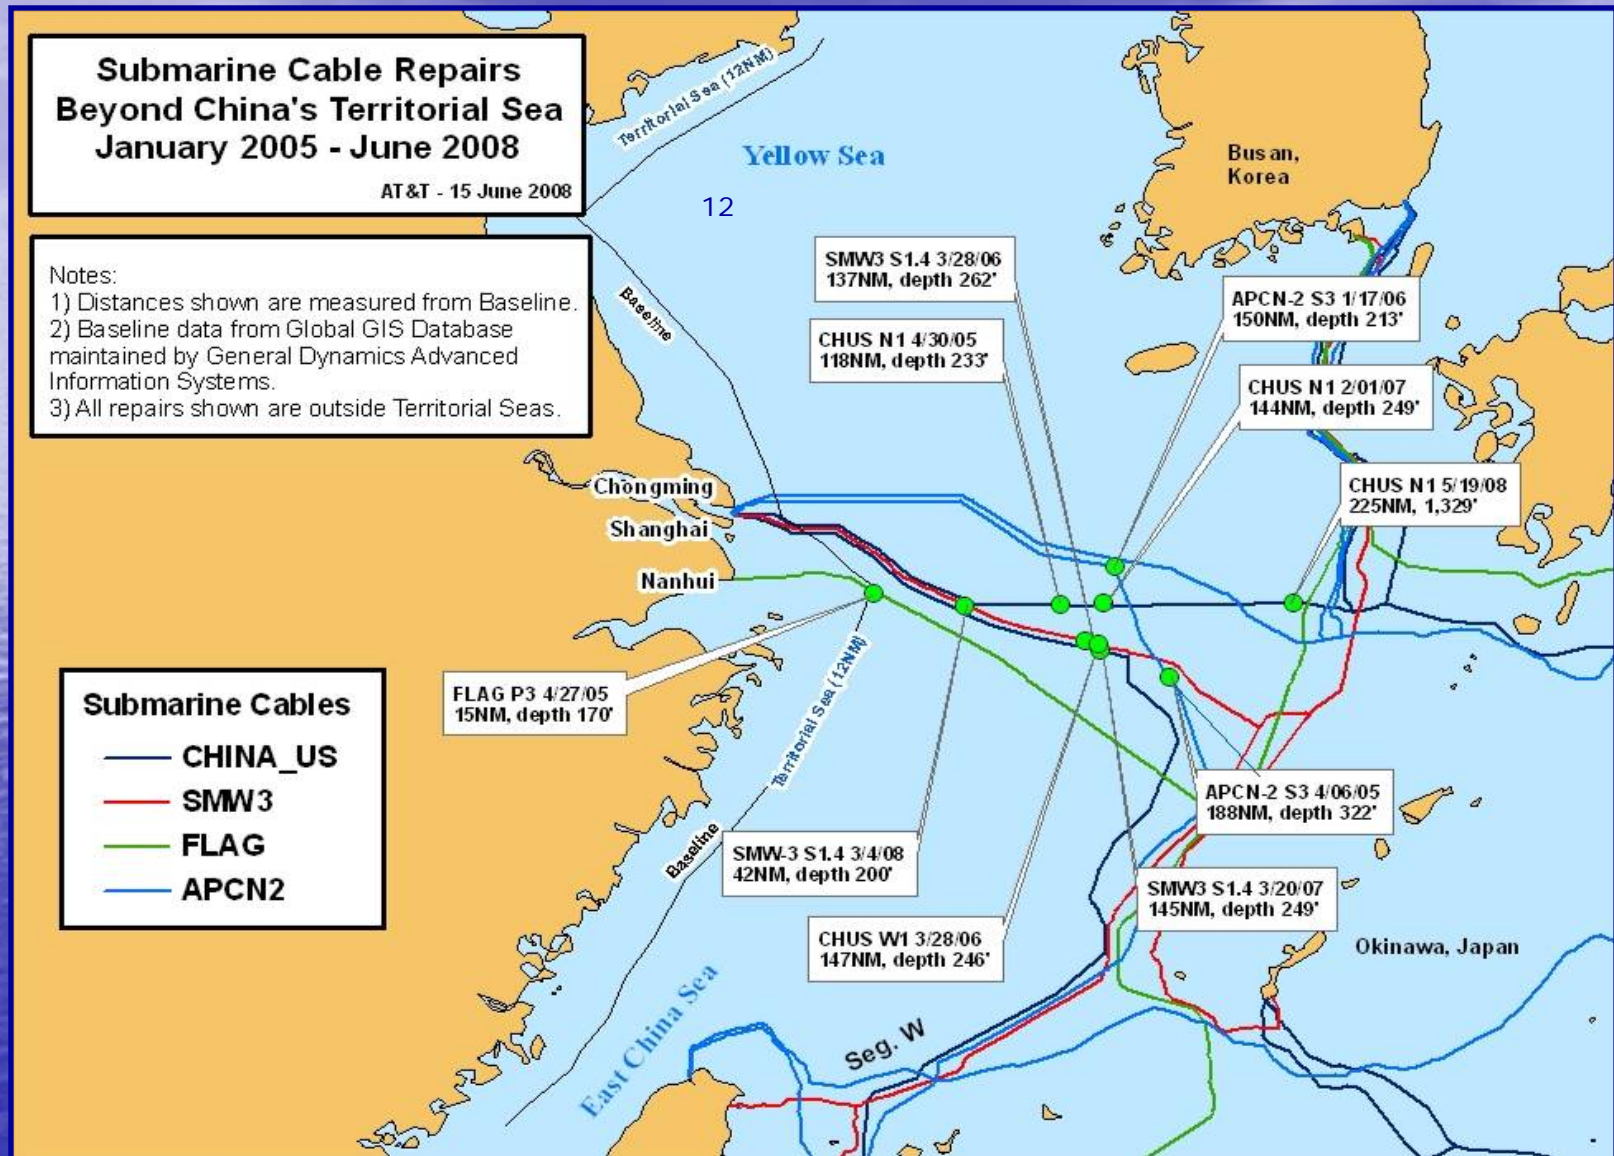 Submarine Cable Repairs
Beyond China's Territorial Sea
January 2005 - June 2008
AT&T - 15 June 2008
Notes:
1) Distances shown are measured from Baseline.
2) Baseline data from Global GIS Database
maintained by General Dynamics Advanced
Information Systems.
3) All repairs shown are outside Territorial Seas.
Territorial Sea (12NM)
Yellow Sea
12
Busan,
Korea
Baseline
SMW3 S1.4 3/28/06
137NM, depth 262'
APCN-2 S3 1/17/06
150NM, depth 213'
CHUS N1 4/30/05
118NM, depth 233'
CHUS N1 2/01/07
144NM, depth 249'
CHUS N1 5/19/08
225NM, 1,329'
Chongming
Shanghai
Nanhui
FLAG P3 4/27/05
15NM, depth 170'
Territorial Sea (12NM)
Submarine Cables
CHINA_US
SMW3
FLAG
APCN2
APCN-2 S3 4/06/05
188NM, depth 322'
Baseline
SMW-3 S1.4 3/4/08
42NM, depth 200'
SMW3 S1.4 3/20/07
145NM, depth 249'
CHUS W1 3/28/06
147NM, depth 246'
Okinawa, Japan
East China Sea
Seg. W